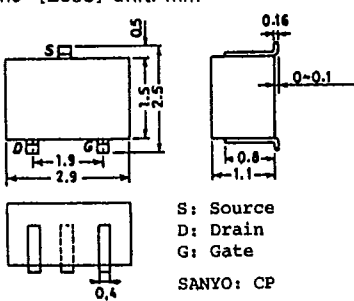 unit: mm
0.16
0.5
S
0~0.1
1.5
2.5
D
G
1.9
2.9
0.8
1.1
S: Source
D: Drain
G: Gate
SANYO: CP
0.4